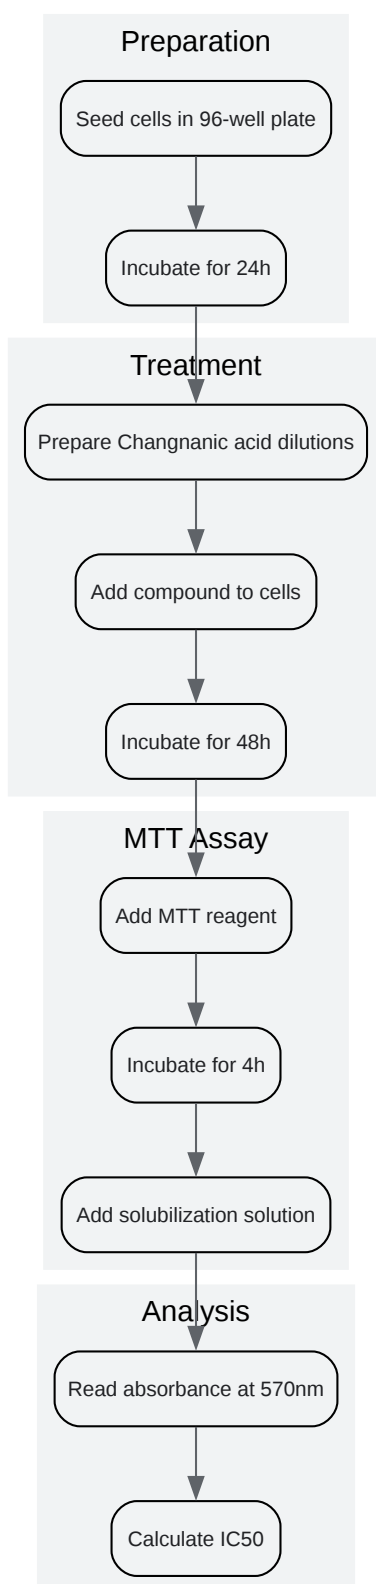 Preparation
Seed cells in 96-well plate
Incubate for 24h
Treatment
Prepare Changnanic acid dilutions
Add compound to cells
Incubate for 48h
MTT Assay
Add MTT reagent
Incubate for 4h
Add solubilization solution
Analysis
Read absorbance at 570nm
Calculate IC50